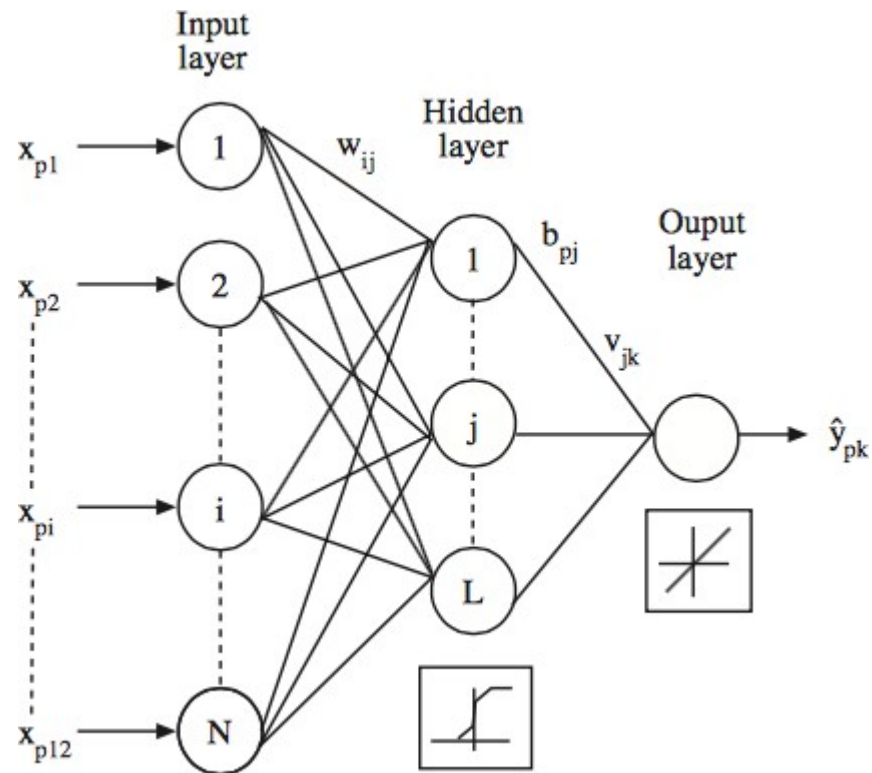 Input
layer
Hidden
layer
Ouput
layer
x_p1
1
w_ij
x_p2
2
1
b_pj
v_jk
j
ŷ_pk
x_pi
i
L
x_p12
N